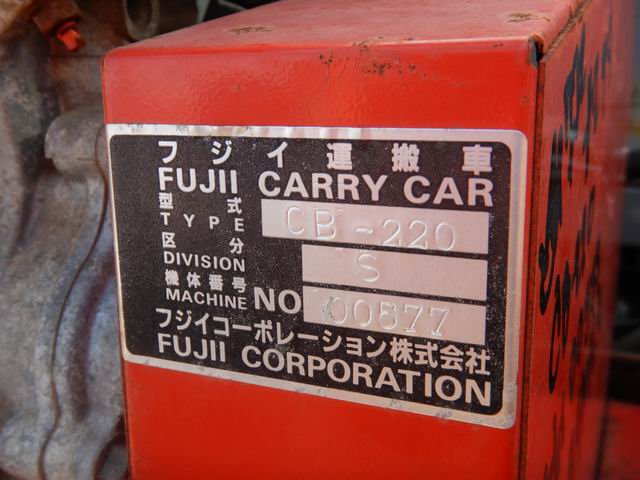 フジイ運搬車
FUJII CARRY CAR
型式
TYPE CB-220
区分
DIVISION S
機体番号
MACHINE NO 00577
フジイコーポレーション株式会社
FUJII CORPORATION